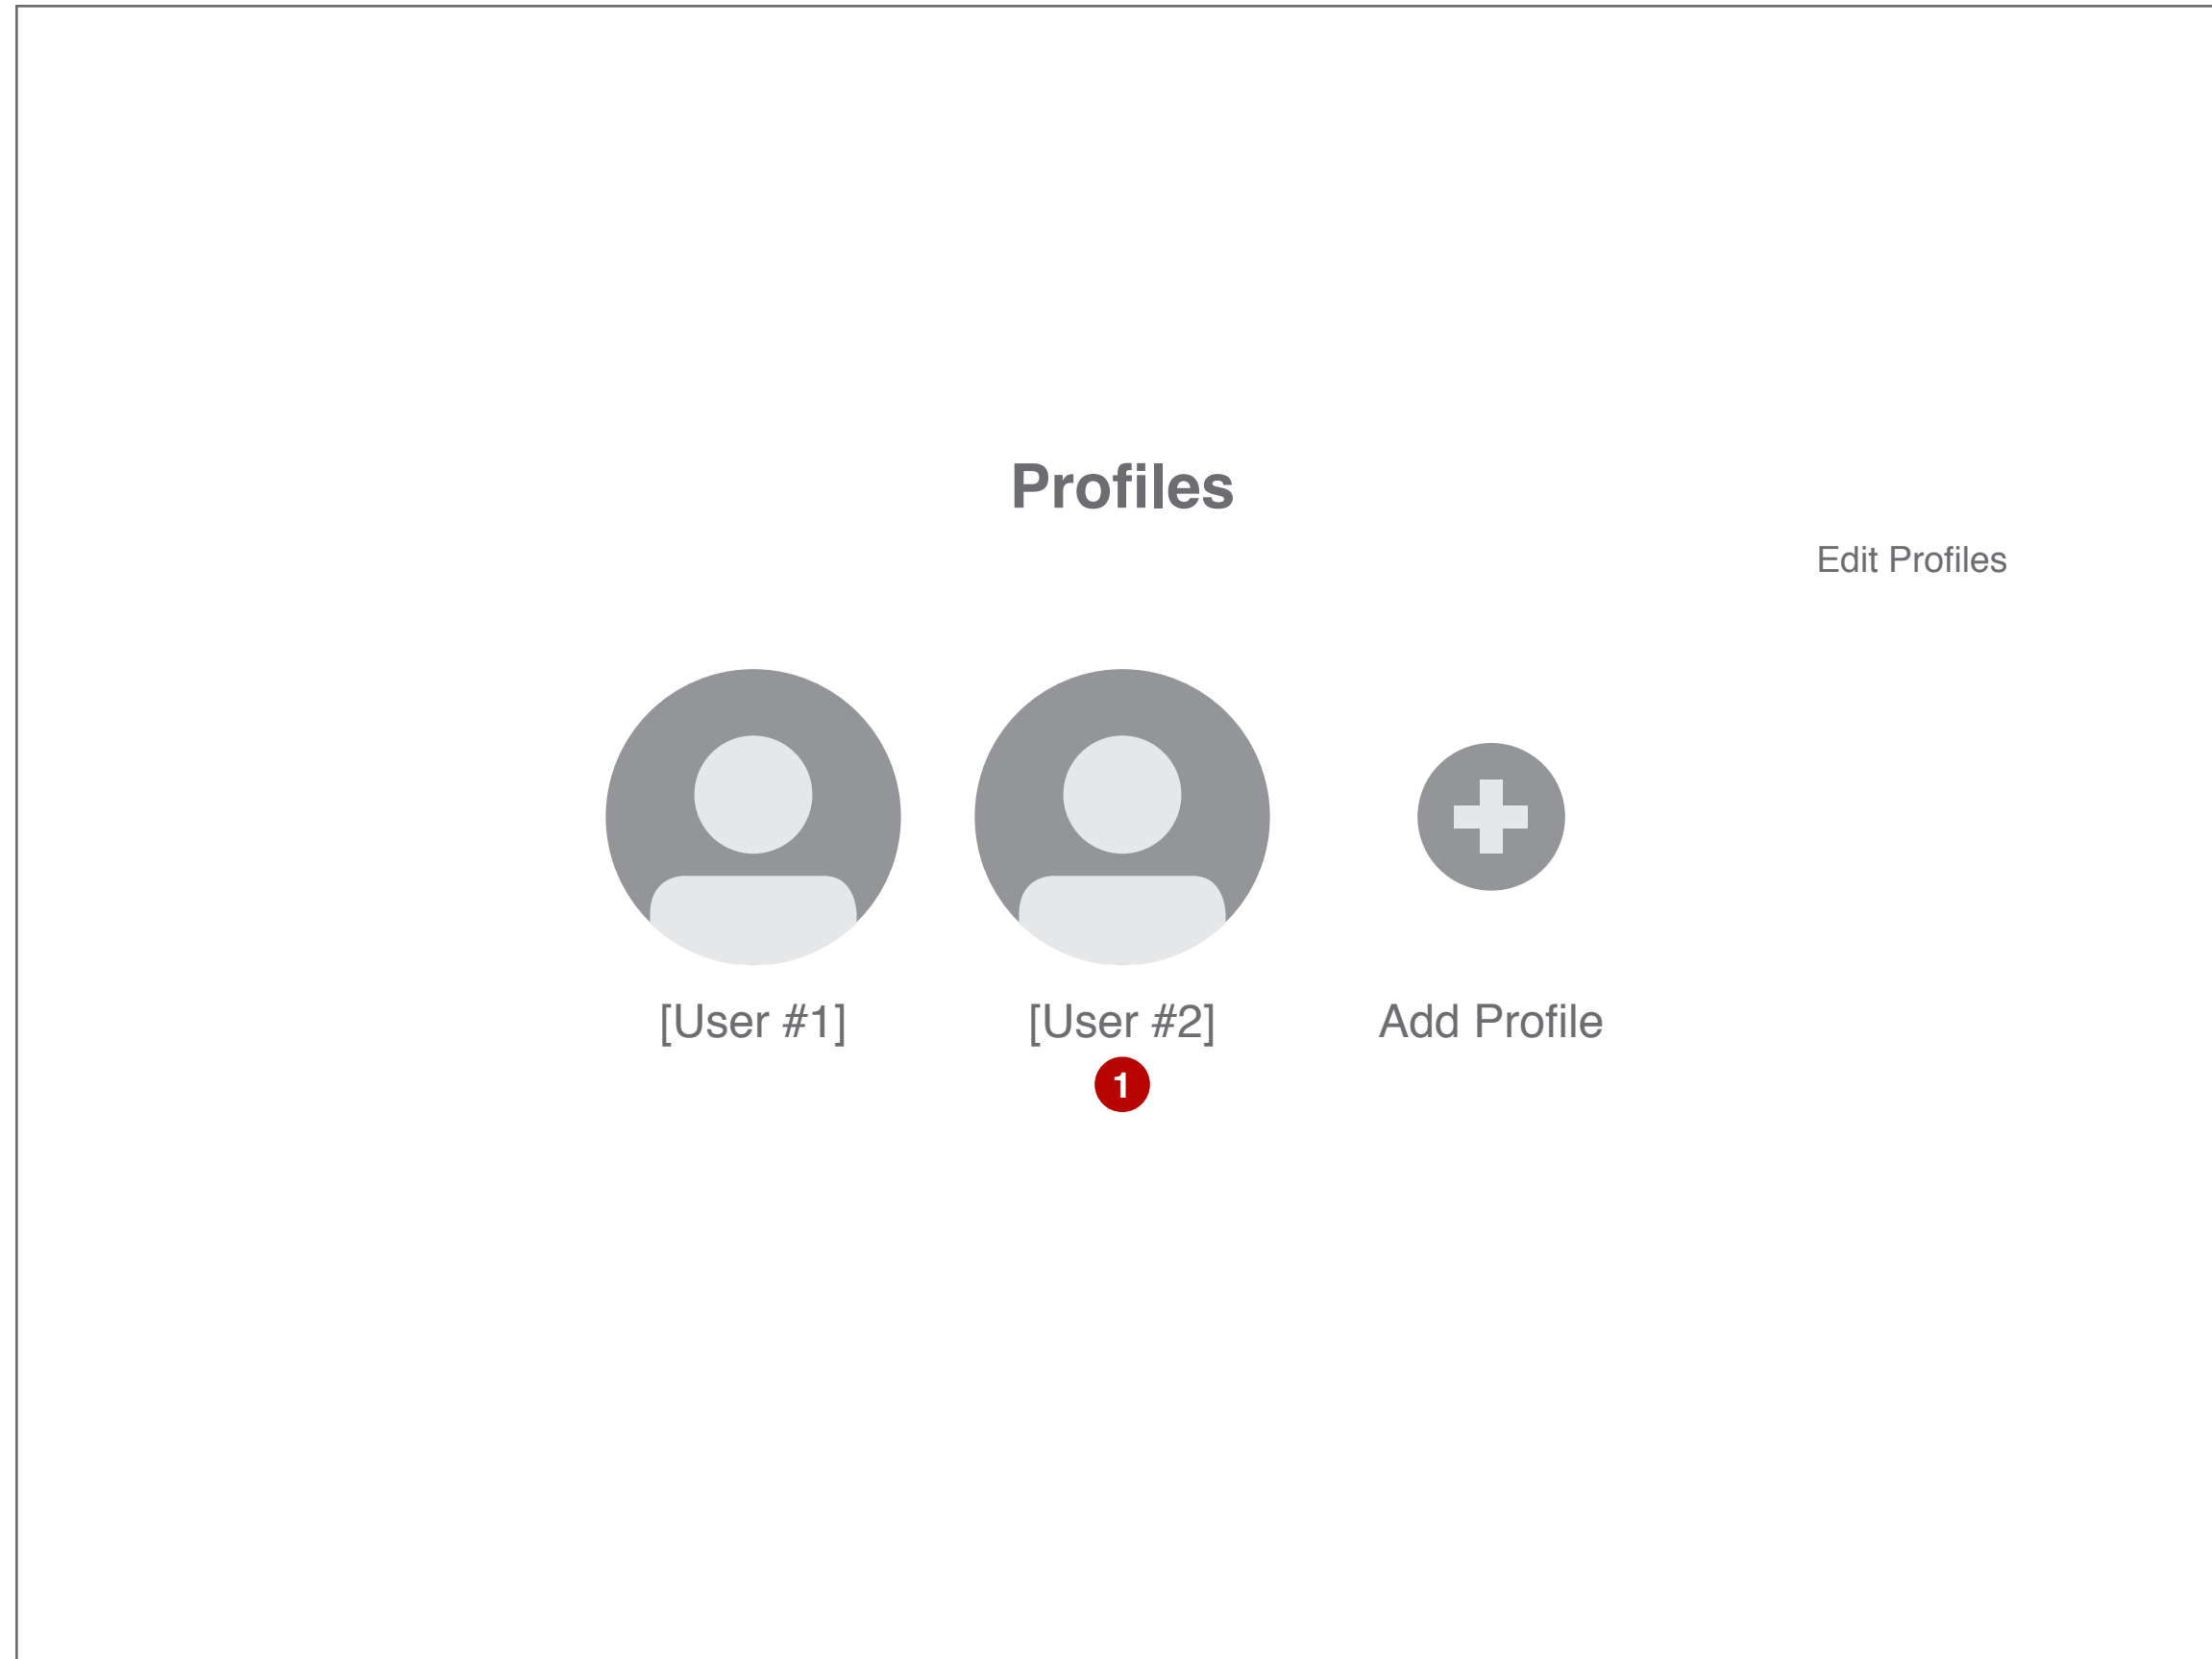 Profiles
Edit Profiles
[User #1]
[User #2]
Add Profile
1